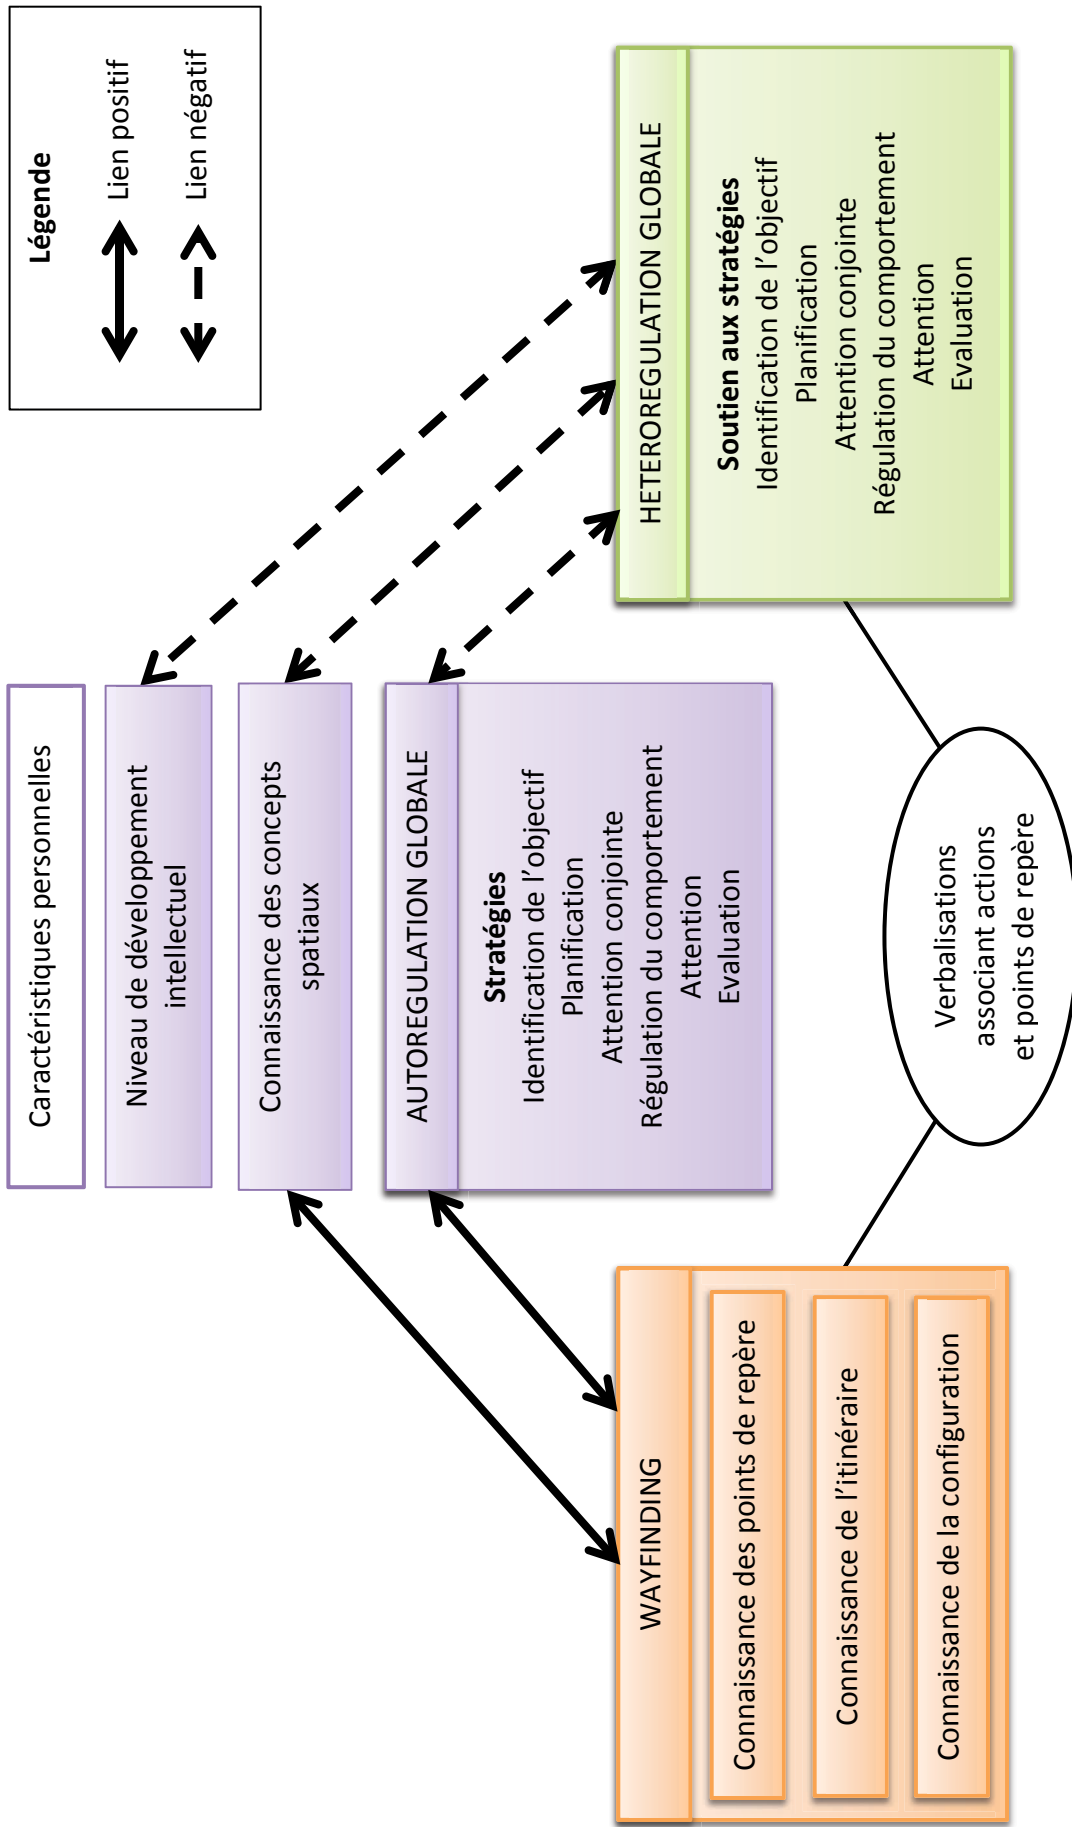 Légende
Lien positif
Lien négatif
Caractéristiques personnelles
Niveau de développement
intellectuel
Connaissance des concepts
spatiaux
AUTOREGULATION GLOBALE
Stratégies
Identification de l'objectif
Planification
Attention conjointe
Régulation du comportement
Attention
Evaluation
WAYFINDING
Connaissance des points de repère
Connaissance de l'itinéraire
Connaissance de la configuration
HETEROREGULATION GLOBALE
Soutien aux stratégies
Identification de l'objectif
Planification
Attention conjointe
Régulation du comportement
Attention
Evaluation
Verbalisations
associant actions
et points de repère